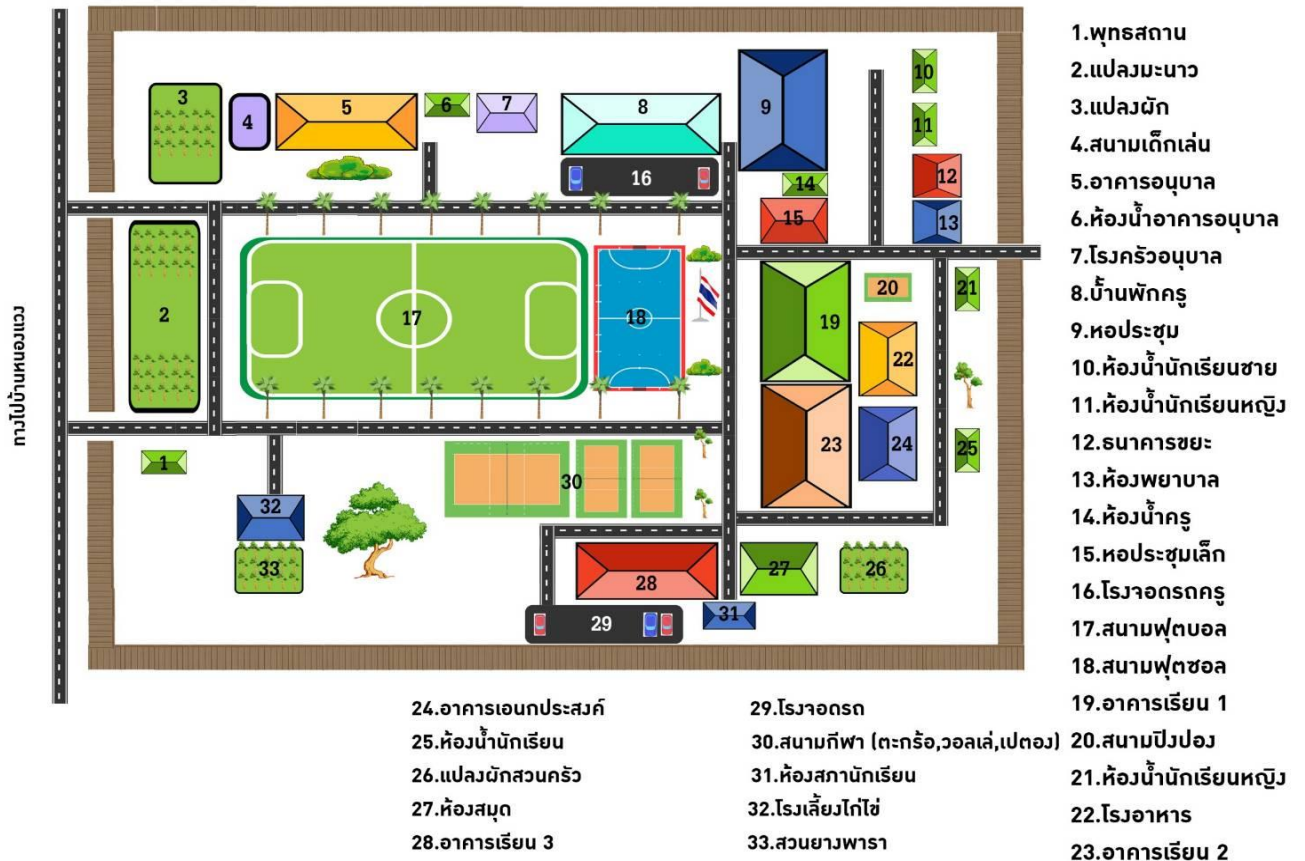 3
4
5
6
7
8
9
10
11
12
13
14
15
16
2
17
18
19
20
21
22
23
24
25
1
30
32
33
28
27
26
29
31
ทางไปบ้านหนองแวง
1.พุทธสถาน
2.แปลงมะนาว
3.แปลงผัก
4.สนามเด็กเล่น
5.อาคารอนุบาล
6.ห้องน้ำอาคารอนุบาล
7.โรงครัวอนุบาล
8.บ้านพักครู
9.หอประชุม
10.ห้องน้ำนักเรียนชาย
11.ห้องน้ำนักเรียนหญิง
12.ธนาคารขยะ
13.ห้องพยาบาล
14.ห้องน้ำครู
15.หอประชุมเล็ก
16.โรงจอดรถครู
17.สนามฟุตบอล
18.สนามฟุตซอล
19.อาคารเรียน 1
20.สนามปิงปอง
21.ห้องน้ำนักเรียนหญิง
22.โรงอาหาร
23.อาคารเรียน 2
24.อาคารเอนกประสงค์
25.ห้องน้ำนักเรียน
26.แปลงผักสวนครัว
27.ห้องสมุด
28.อาคารเรียน 3
29.โรงจอดรถ
30.สนามกีฬา (ตะกร้อ,วอลเล่,เปตอง)
31.ห้องสภานักเรียน
32.โรงเลี้ยงไก่ไข่
33.สวนยางพารา